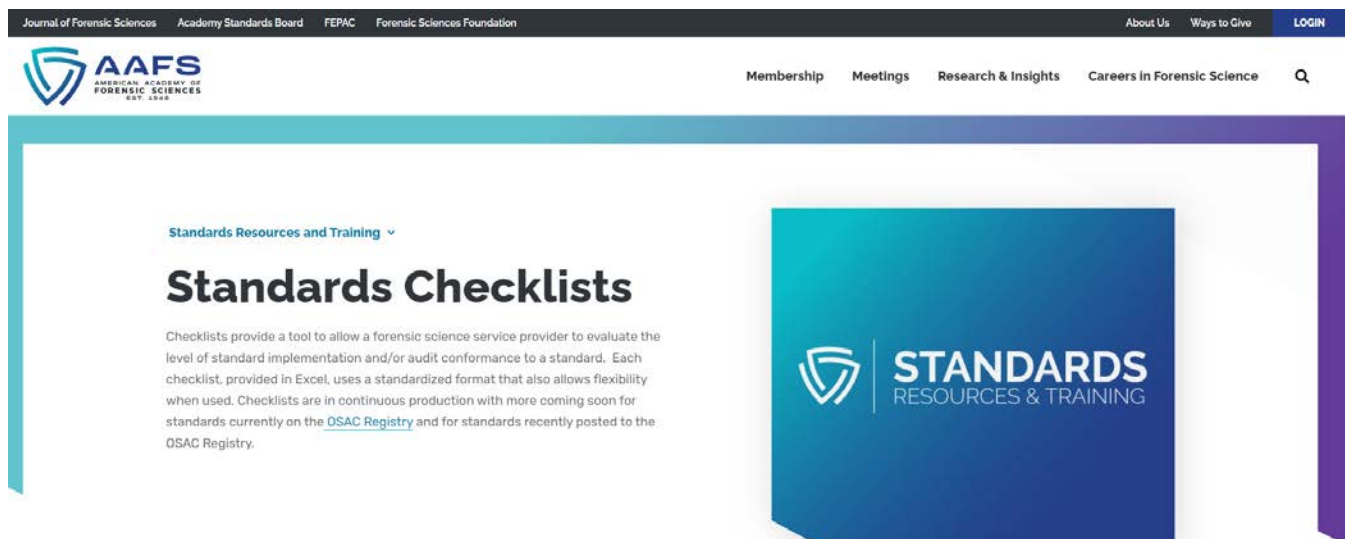 Journal of Forensic Sciences Academy Standards Board FEPAC Forensic Sciences Foundation About Us Ways to Give LOGIN
AAFS
AMERICAN ACADEMY OF
FORENSIC SCIENCES
EST. 1948
Membership Meetings Research & Insights Careers in Forensic Science
Standards Resources and Training
Standards Checklists
Checklists provide a tool to allow a forensic science service provider to evaluate the
level of standard implementation and/or audit conformance to a standard. Each
checklist, provided in Excel, uses a standardized format that also allows flexibility
when used. Checklists are in continuous production with more coming soon for
standards currently on the OSAC Registry and for standards recently posted to the
OSAC Registry.
STANDARDS
RESOURCES & TRAINING